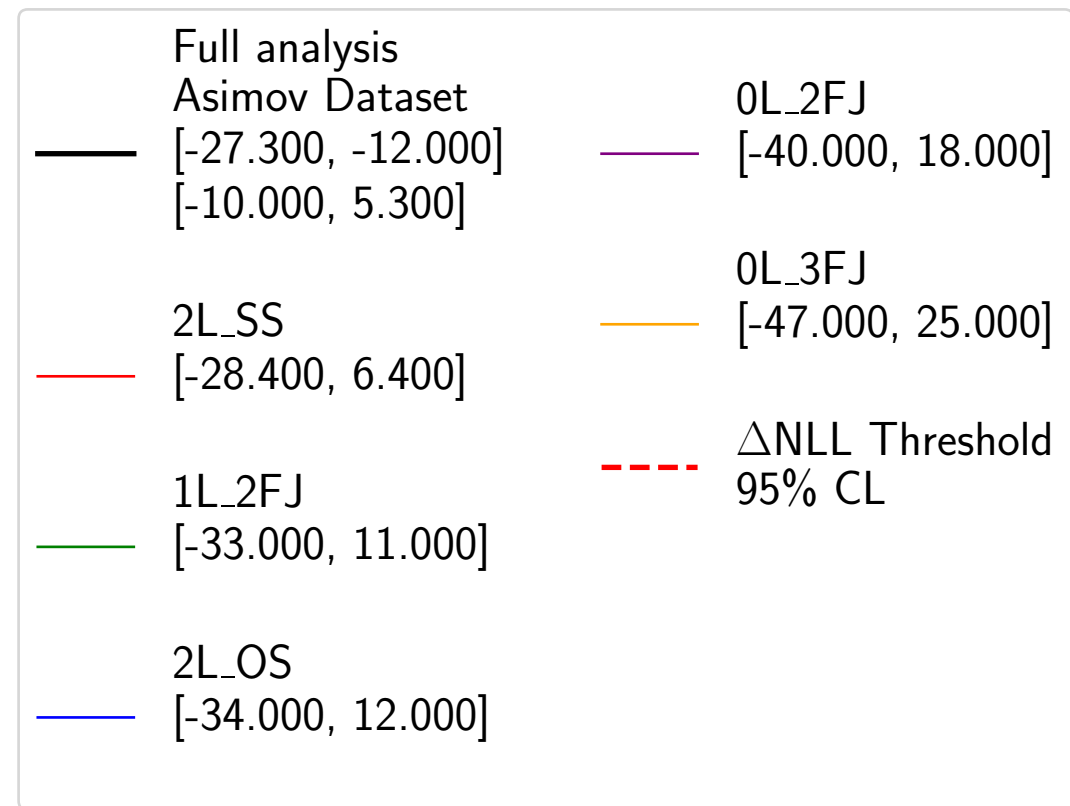 Full analysis
Asimov Dataset
[-27.300, -12.000]
[-10.000, 5.300]
2L_SS
[-28.400, 6.400]
1L_2FJ
[-33.000, 11.000]
2L_OS
[-34.000, 12.000]
0L_2FJ
[-40.000, 18.000]
0L_3FJ
[-47.000, 25.000]
△NLL Threshold
95% CL